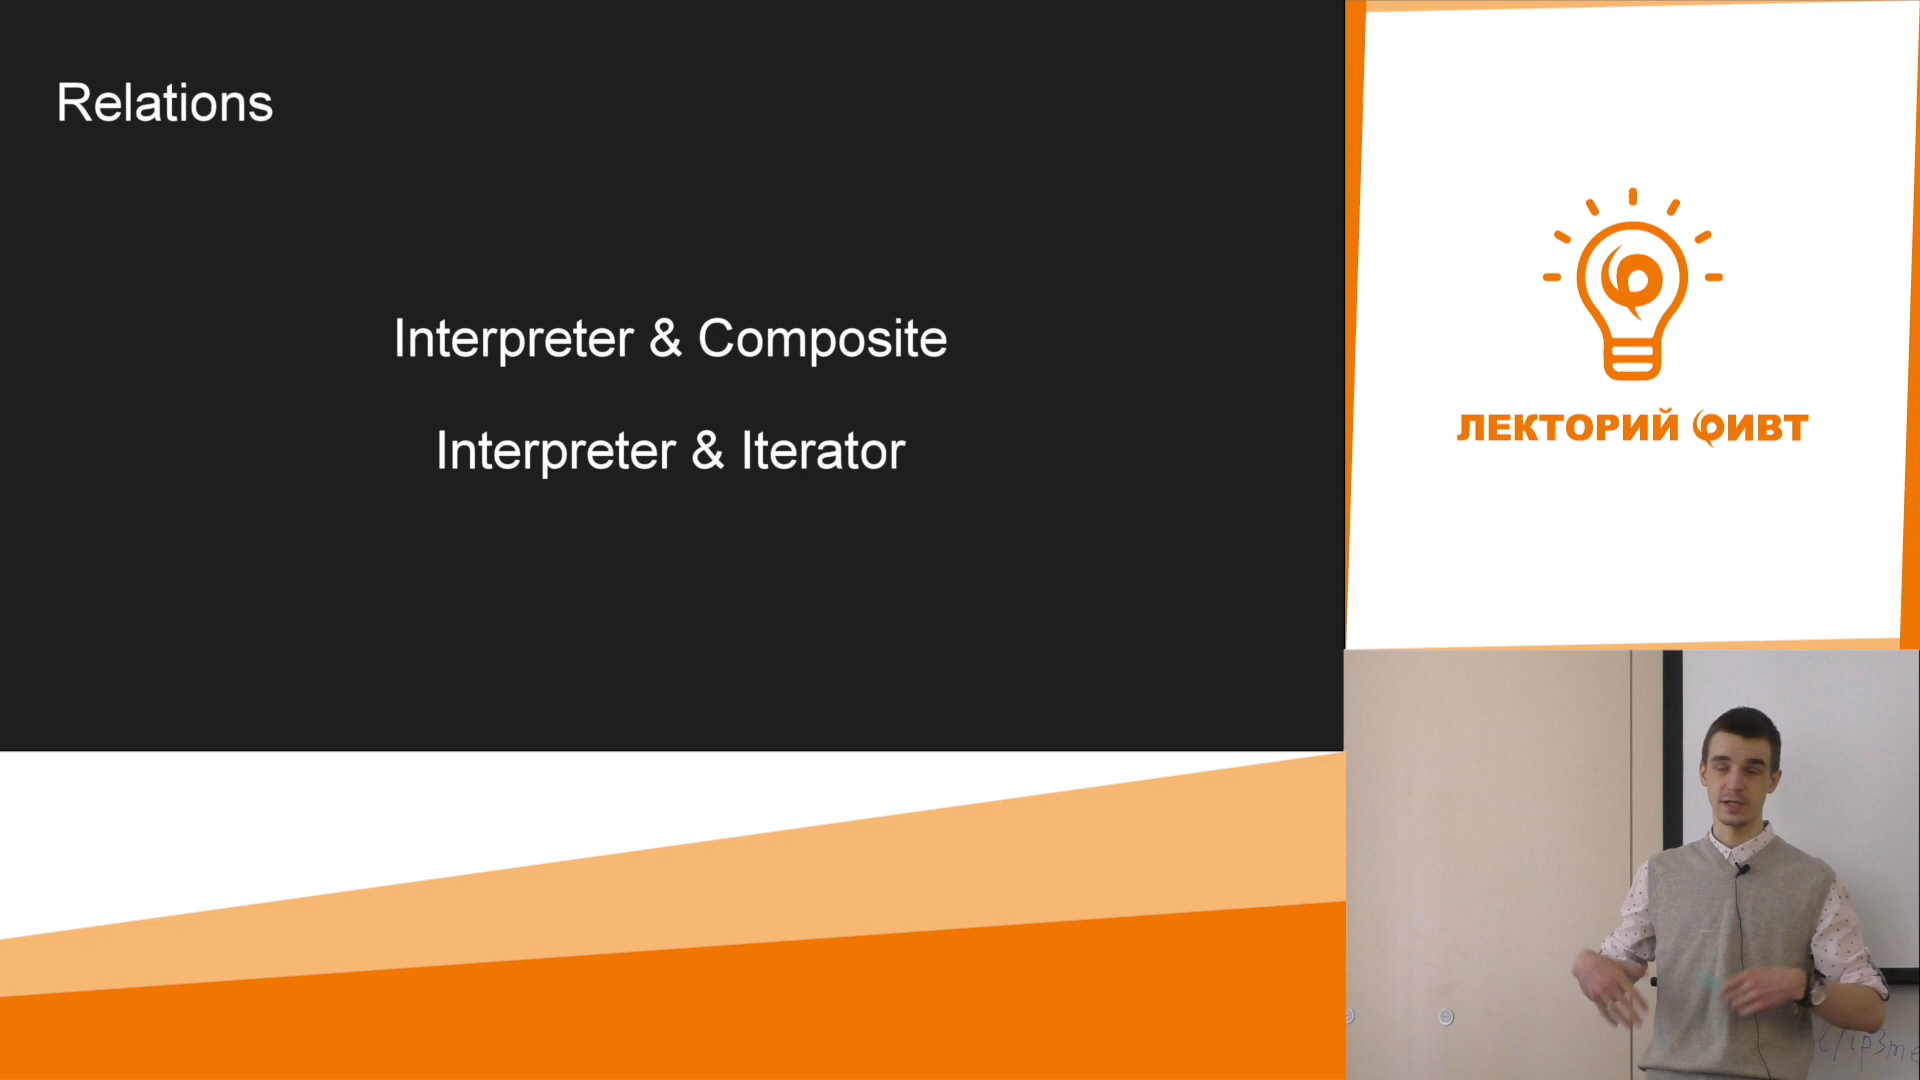 Relations
Interpreter & Composite
Interpreter & Iterator
ЛЕКТОРИЙ ФИВТ